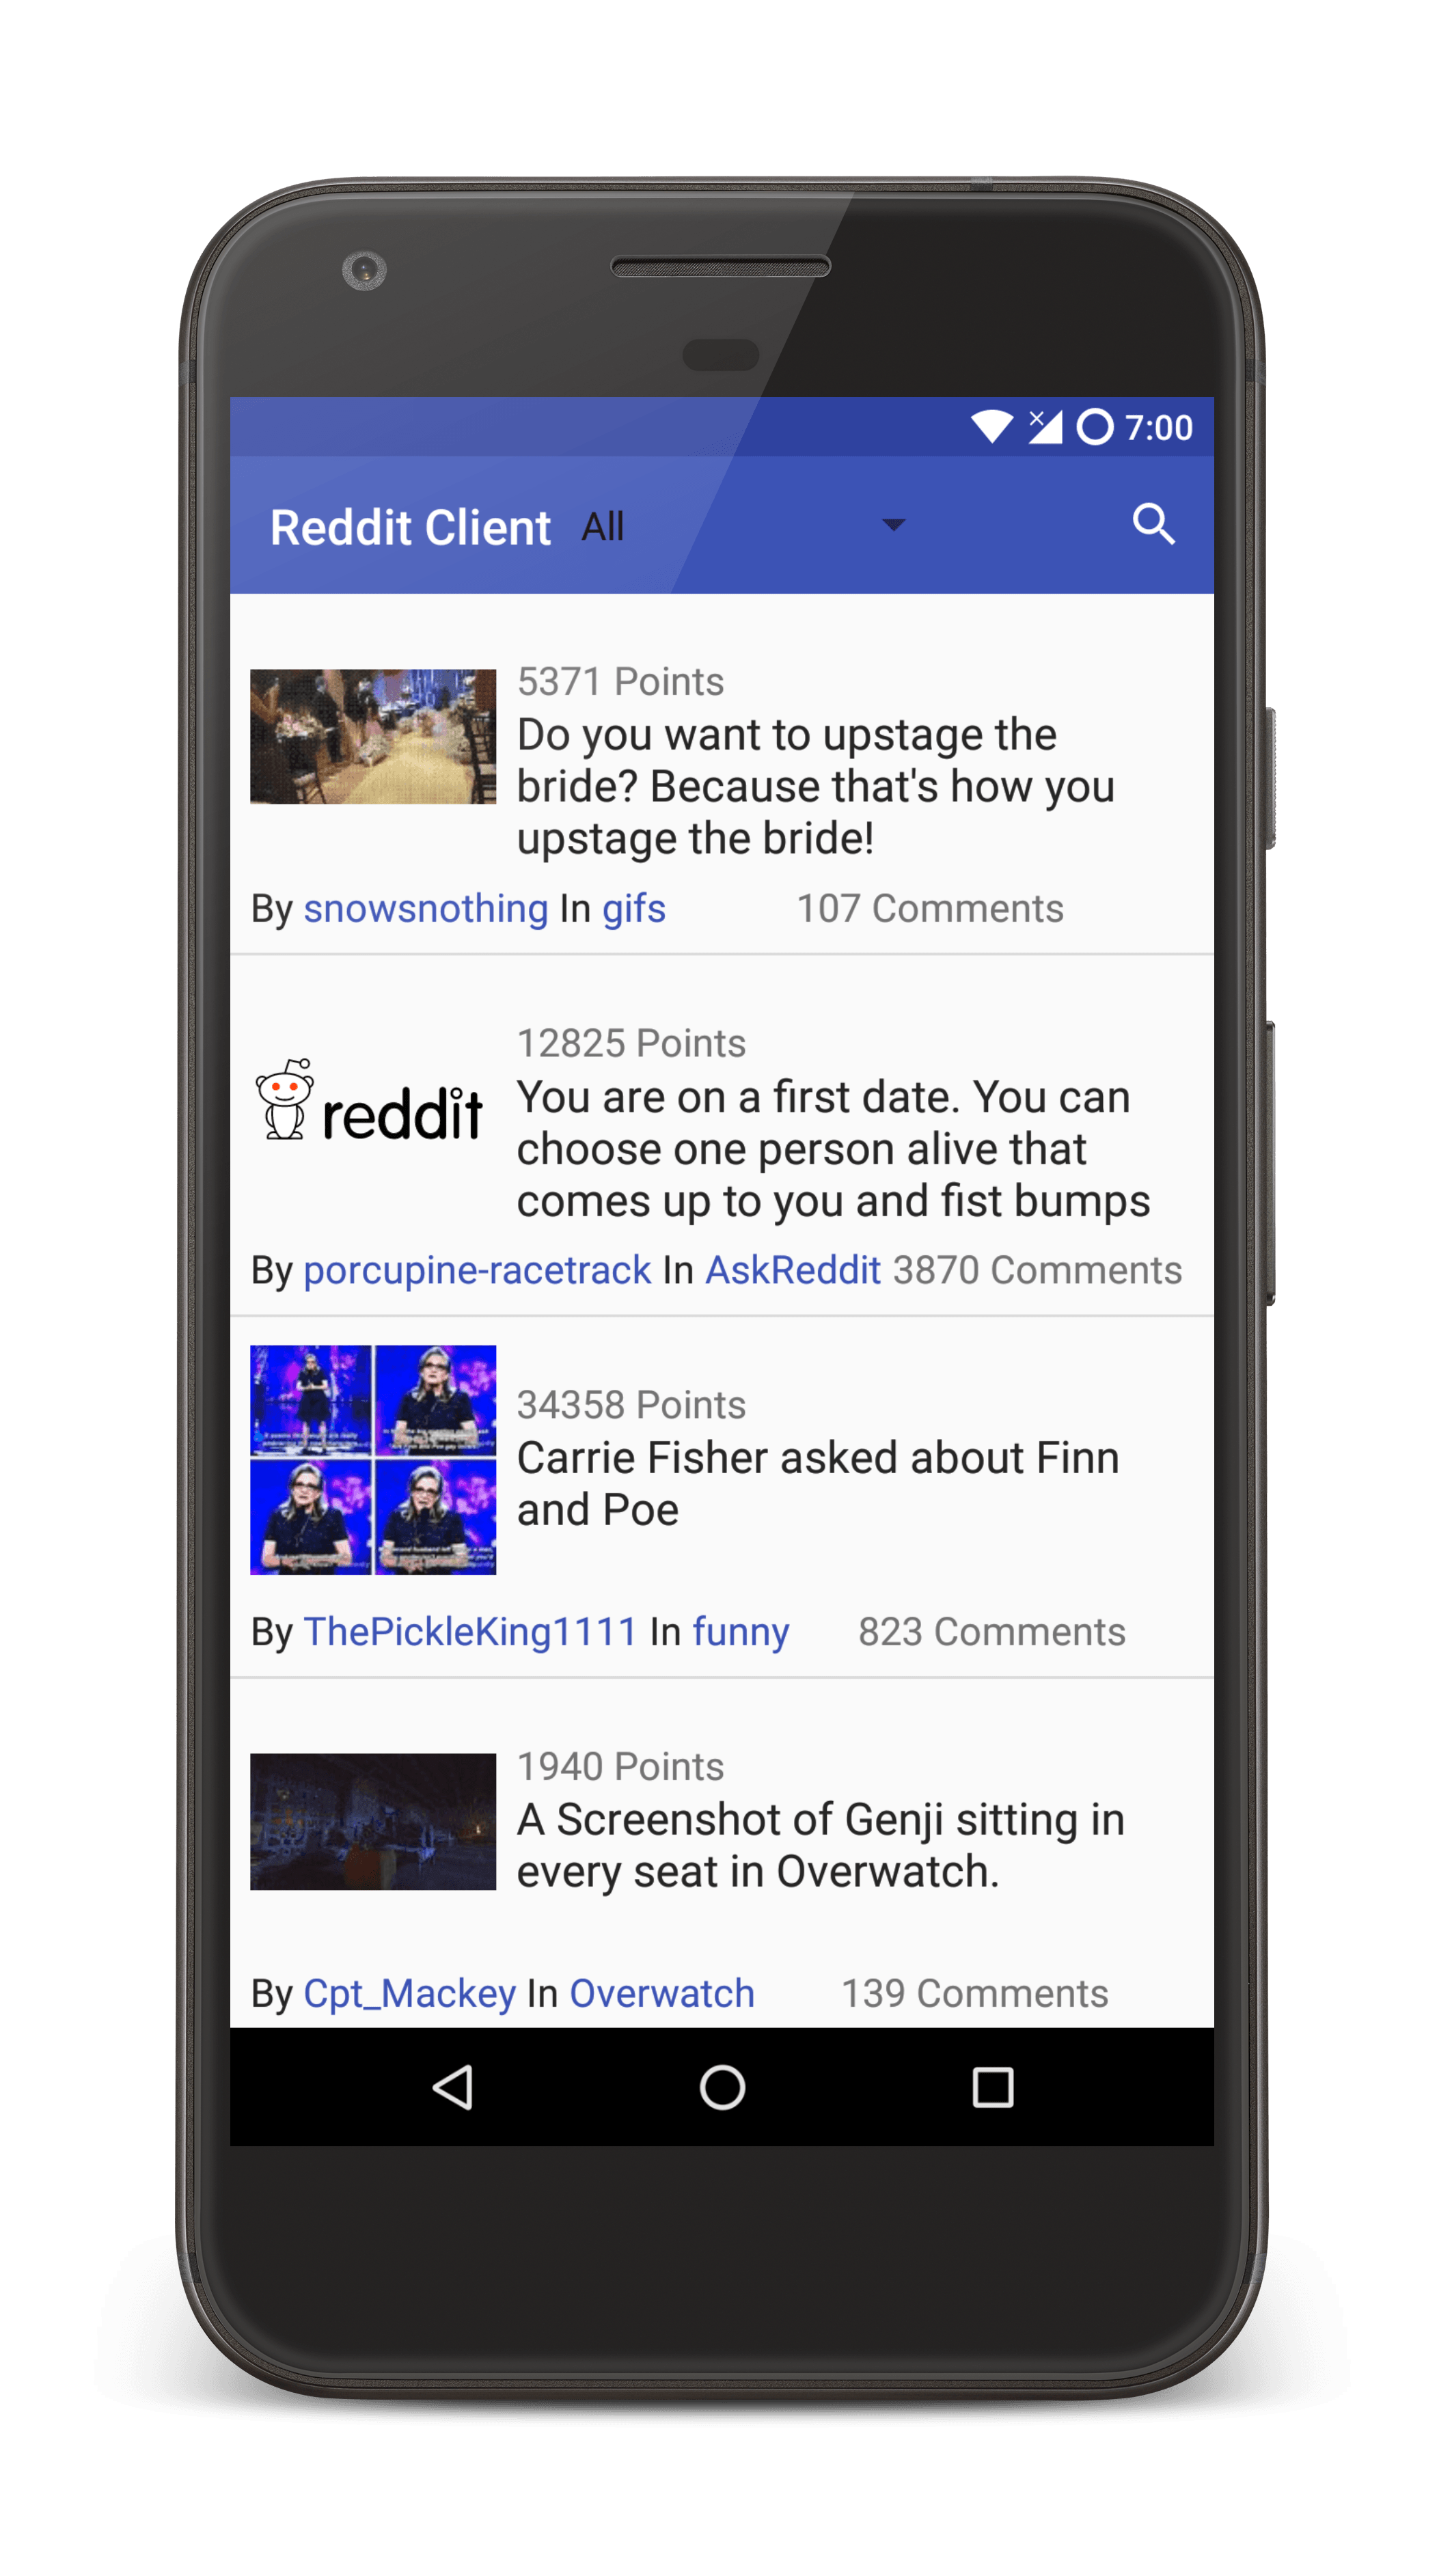 7:00
Reddit Client All
5371 Points
Do you want to upstage the
bride? Because that's how you
upstage the bride!
By snowsnothing In gifs 107 Comments
12825 Points
reddit
You are on a first date. You can
choose one person alive that
comes up to you and fist bumps
By porcupine-racetrack In AskReddit 3870 Comments
34358 Points
Carrie Fisher asked about Finn
and Poe
By ThePickleKing1111 In funny 823 Comments
1940 Points
A Screenshot of Genji sitting in
every seat in Overwatch.
By Cpt_Mackey In Overwatch 139 Comments